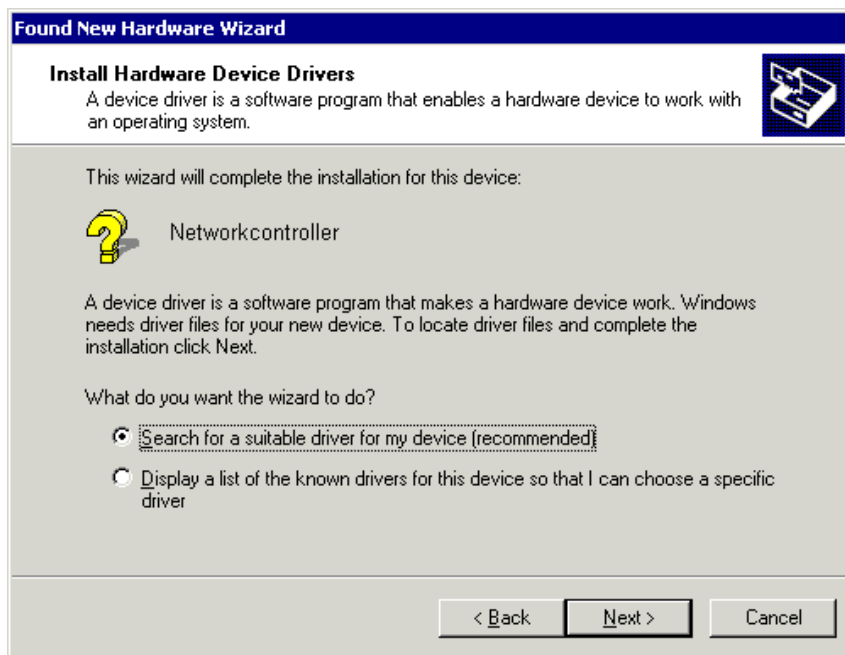 Found New Hardware Wizard
Install Hardware Device Drivers
A device driver is a software program that enables a hardware device to work with
an operating system.
This wizard will complete the installation for this device:
Networkcontroller
A device driver is a software program that makes a hardware device work. Windows
needs driver files for your new device. To locate driver files and complete the
installation click Next.
What do you want the wizard to do?
Search for a suitable driver for my device (recommended)
Display a list of the known drivers for this device so that I can choose a specific
driver
< Back Next > Cancel